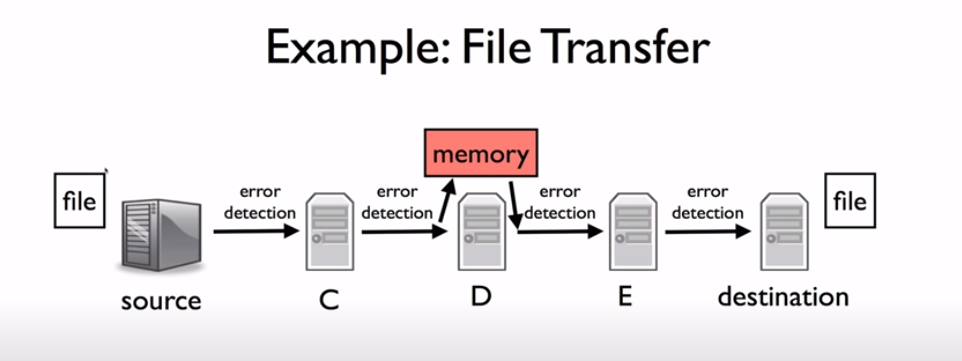 Example: File Transfer
memory
file
error
detection
error
detection
error
detection
error
detection
file
source
C
D
E
destination